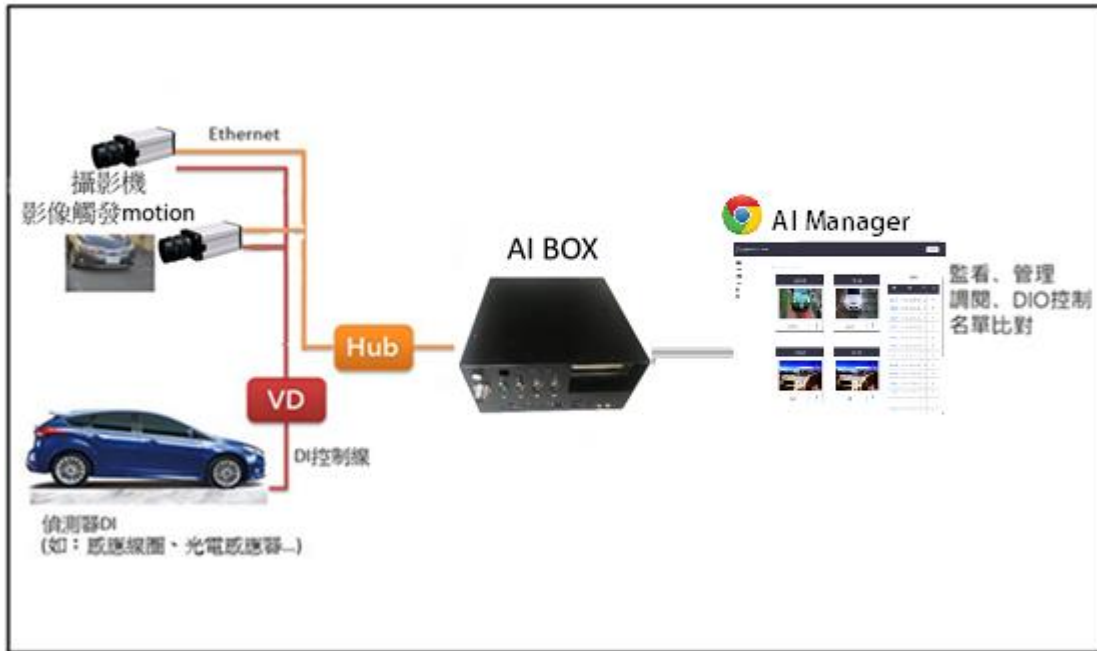 Ethernet
攝影機
影像觸發motion
AI BOX
AI Manager
監看、管理
調閱、DIO控制
名單比對
Hub
VD
DI控制線
偵測器DI
(如：感應線圈、光電感應器...)